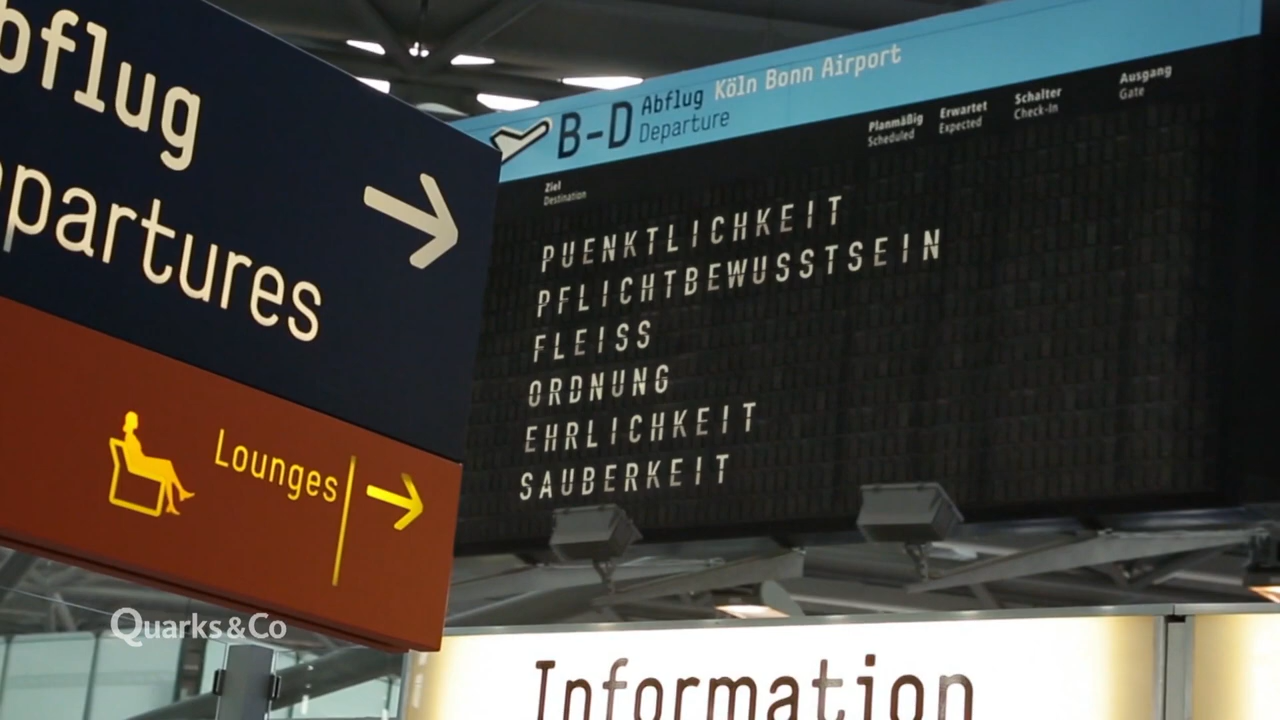 bflug
partures
Lounges
B-D Abflug Köln Bonn Airport
Departure
Ziel
Destination
Planmäßig
Scheduled
Erwartet
Expected
Schalter
Check-In
Ausgang
Gate
PUENKTLICHKEIT
PFLICHTBEWUSSTSEIN
FLEISS
ORDNUNG
EHRLICHKEIT
SAUBERKEIT
Quarks&Co
Information